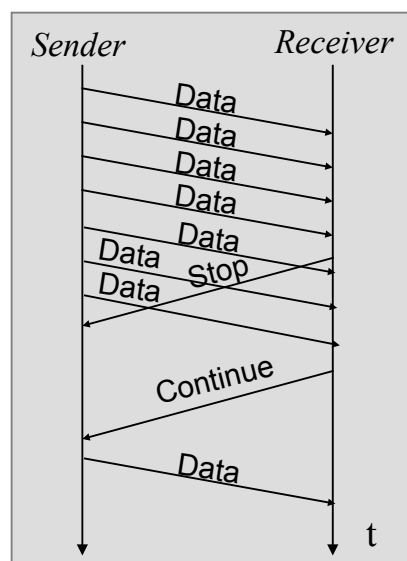 Sender Receiver
Data
Data
Data
Data
Data
Data
Stop
Data
Continue
Data
t